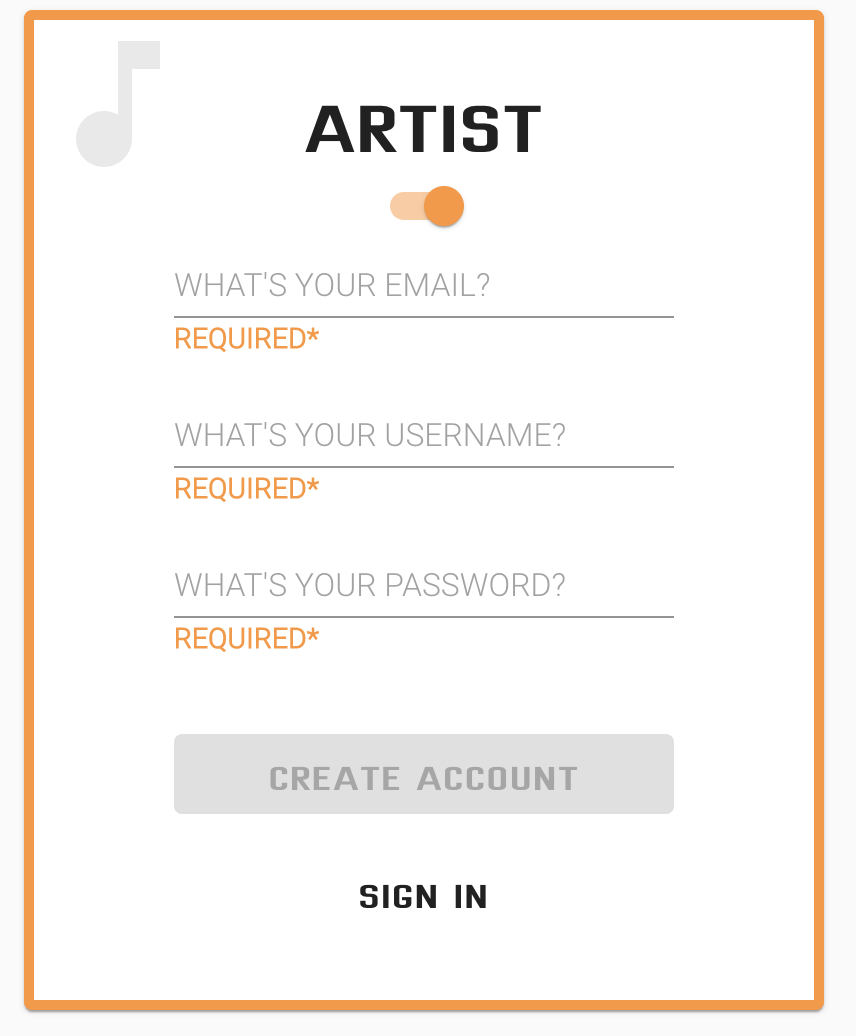 ARTIST
WHAT'S YOUR EMAIL?
REQUIRED*
WHAT'S YOUR USERNAME?
REQUIRED*
WHAT'S YOUR PASSWORD?
REQUIRED*
CREATE ACCOUNT
SIGN IN